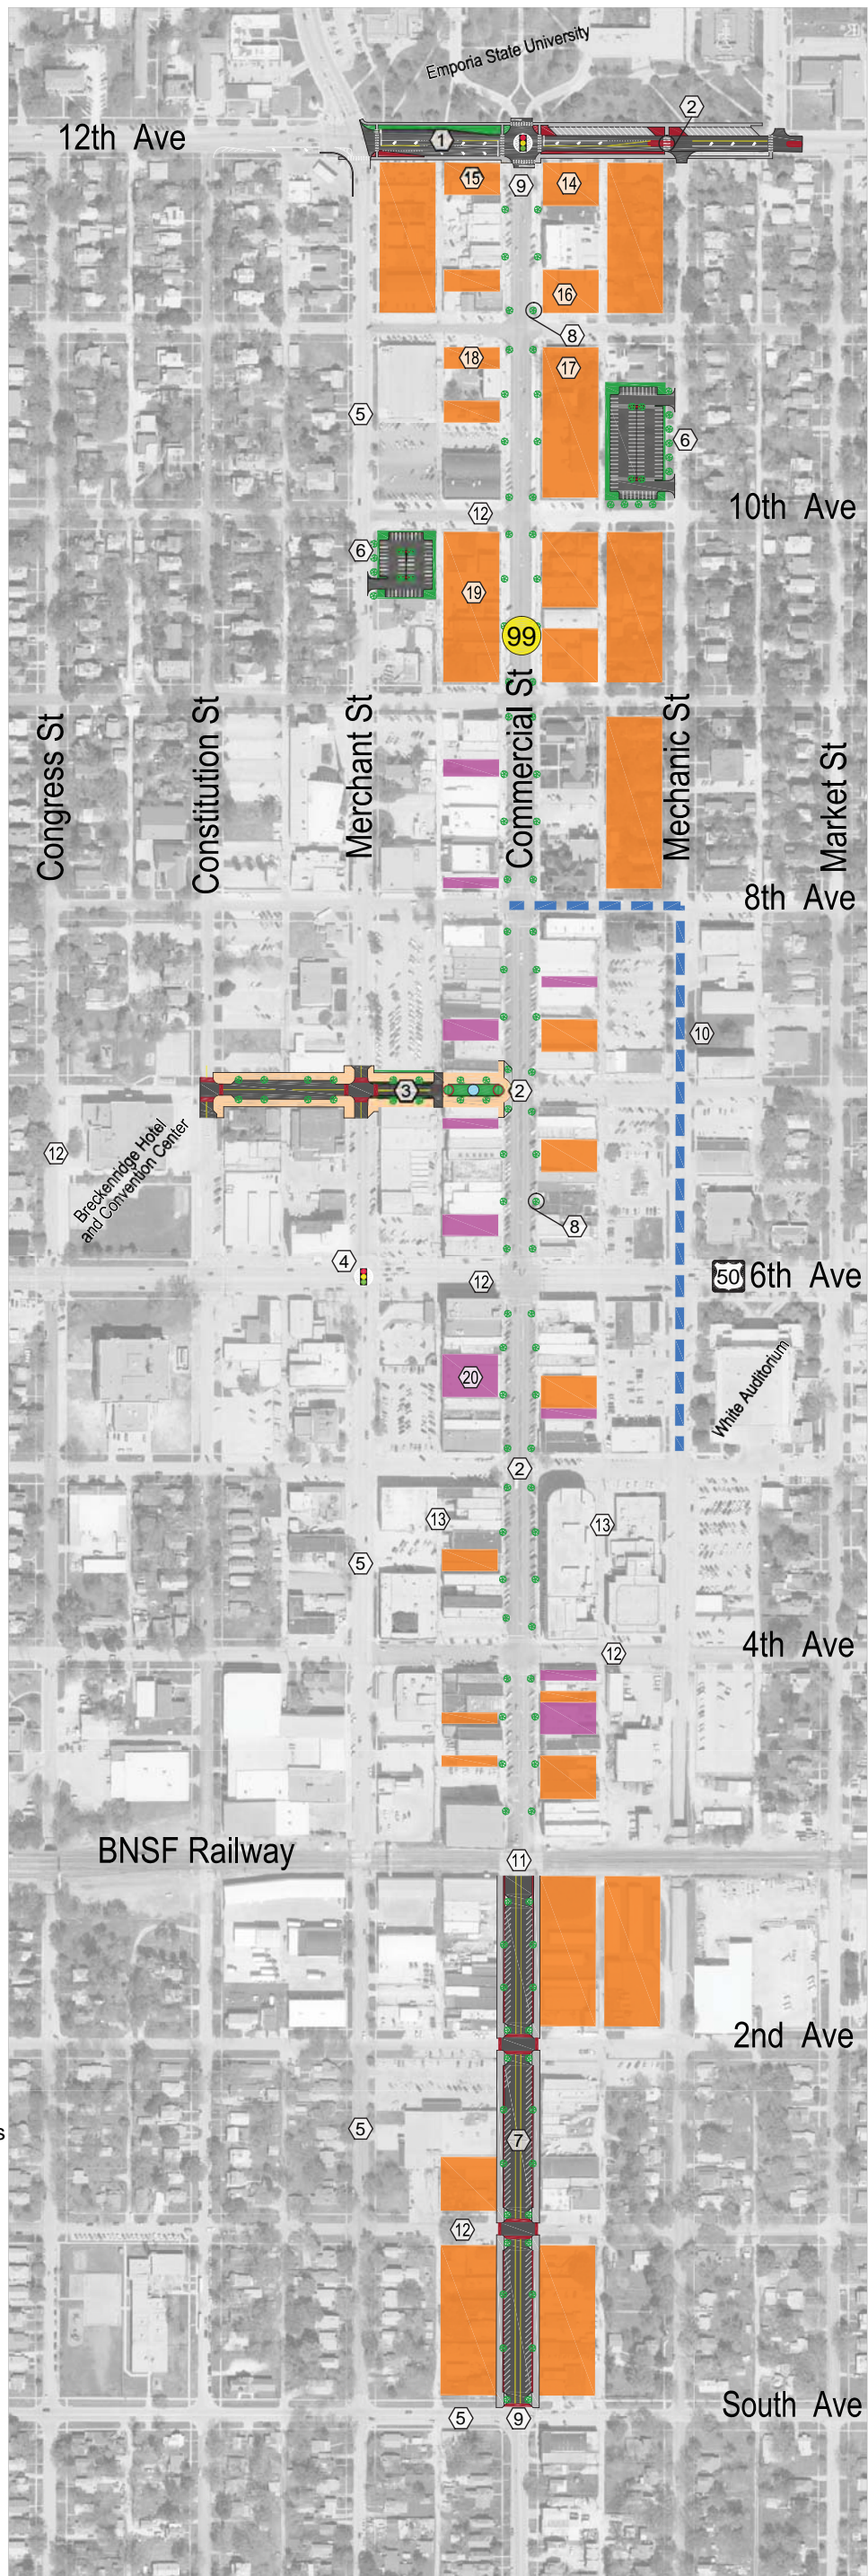 Emporia State University
2
12th Ave
1
15
9
14
16
8
18
17
5
6
10th Ave
12
6
19
99
Congress St
Constitution St
Merchant St
Commercial St
Mechanic St
Market St
8th Ave
10
3
2
12
Breckenridge Hotel
and Convention Center
8
4
12
50
6th Ave
20
White Auditorium
2
13
13
5
4th Ave
12
BNSF Railway
11
2nd Ave
s
5
7
12
South Ave
5
9